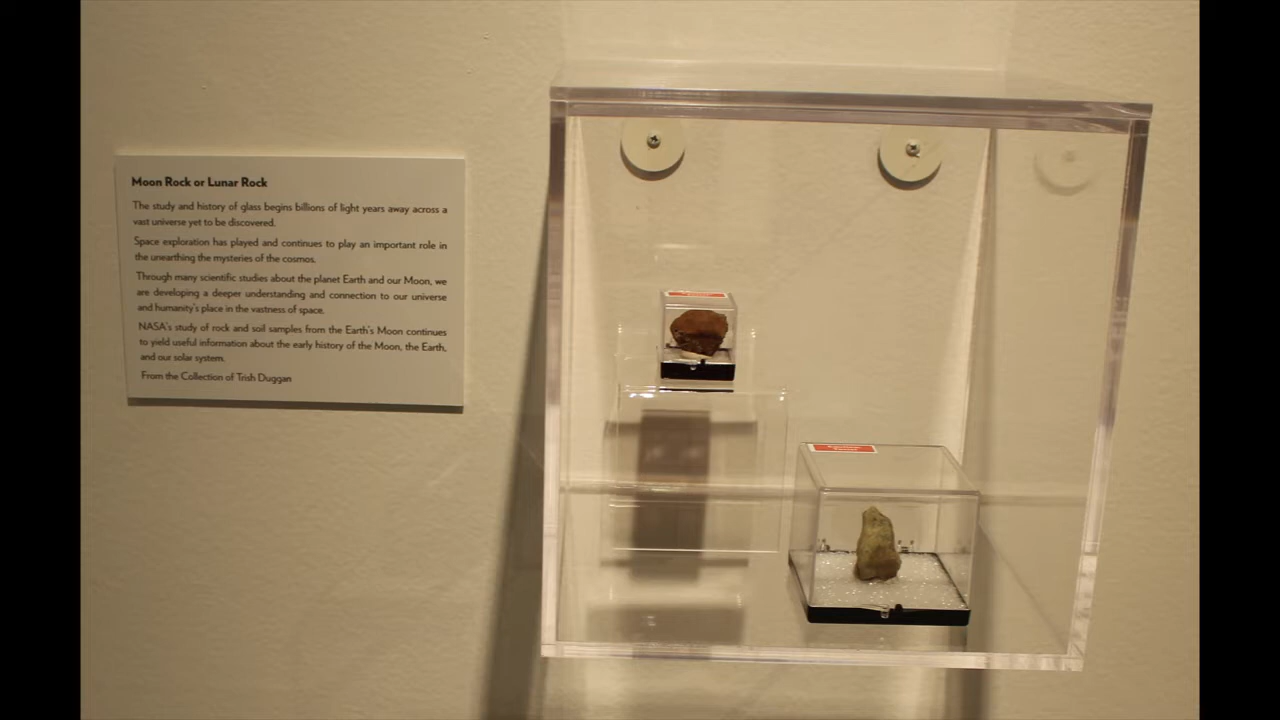 Moon Rock or Lunar Rock
The study and history of glass begins billions of light years away across a
vast universe yet to be discovered.
Space exploration has played and continues to play an important role in
the unearthing the mysteries of the cosmos.
Through many scientific studies about the planet Earth and our Moon, we
are developing a deeper understanding and connection to our universe
and humanity's place in the vastness of space.
NASA's study of rock and soil samples from the Earth's Moon continues
to yield useful information about the early history of the Moon, the Earth,
and our solar system.
From the Collection of Trish Duggan